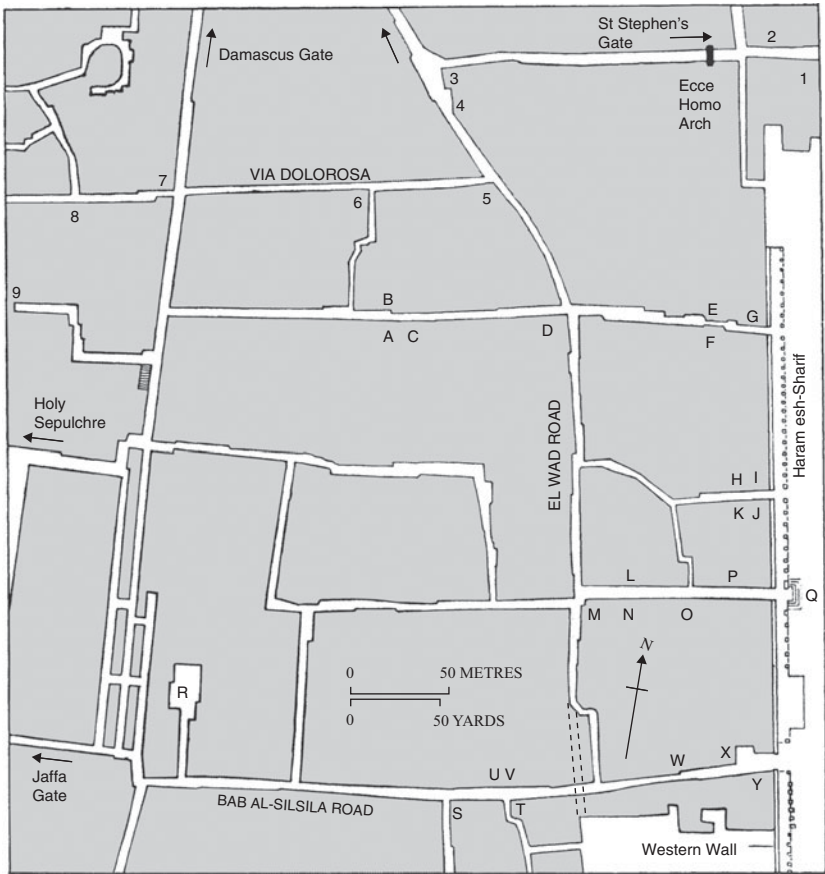 St Stephen's
Gate
2
Damascus Gate
3
1
Ecce
Homo
Arch
4
VIA DOLOROSA
7
6
5
8
9
B
E
G
A
C
D
F
Haram esh-Sharif
Holy
Sepulchre
EL WAD ROAD
H
I
K
J
L
P
Q
M
N
O
N
0
50 METRES
R
0
50 YARDS
X
W
Jaffa
Gate
U V
Y
BAB AL-SILSILA ROAD
S
T
Western Wall